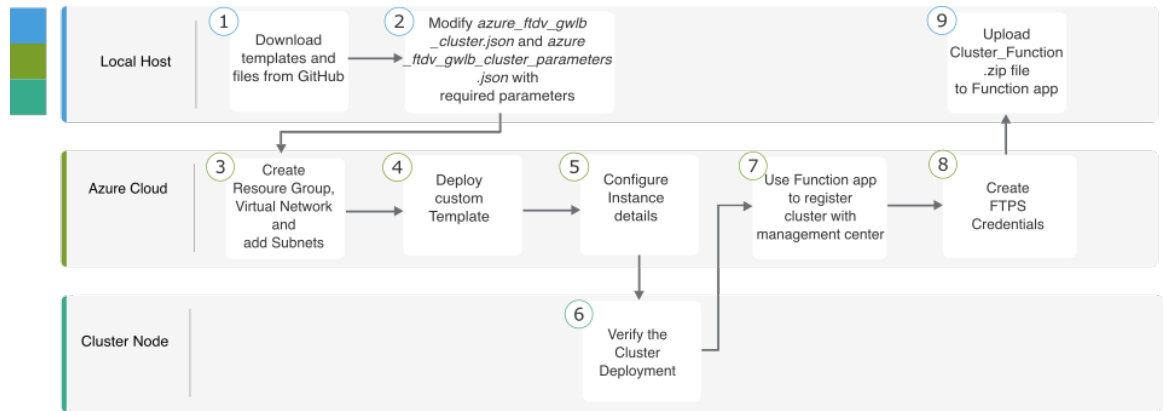 Local Host
1
Download
templates and
files from GitHub
2
Modify azure_ftdv_gwlb
_cluster.json and azure
_ftdv_gwlb_cluster_parameters
.json with
required parameters
9
Upload
Cluster_Function
.zip file
to Function app
Azure Cloud
3
Create
Resoure Group,
Virtual Network
and
add Subnets
4
Deploy
custom
Template
5
Configure
Instance
details
7
Use Function app
to register
cluster with
management center
8
Create
FTPS
Credentials
Cluster Node
6
Verify the
Cluster
Deployment